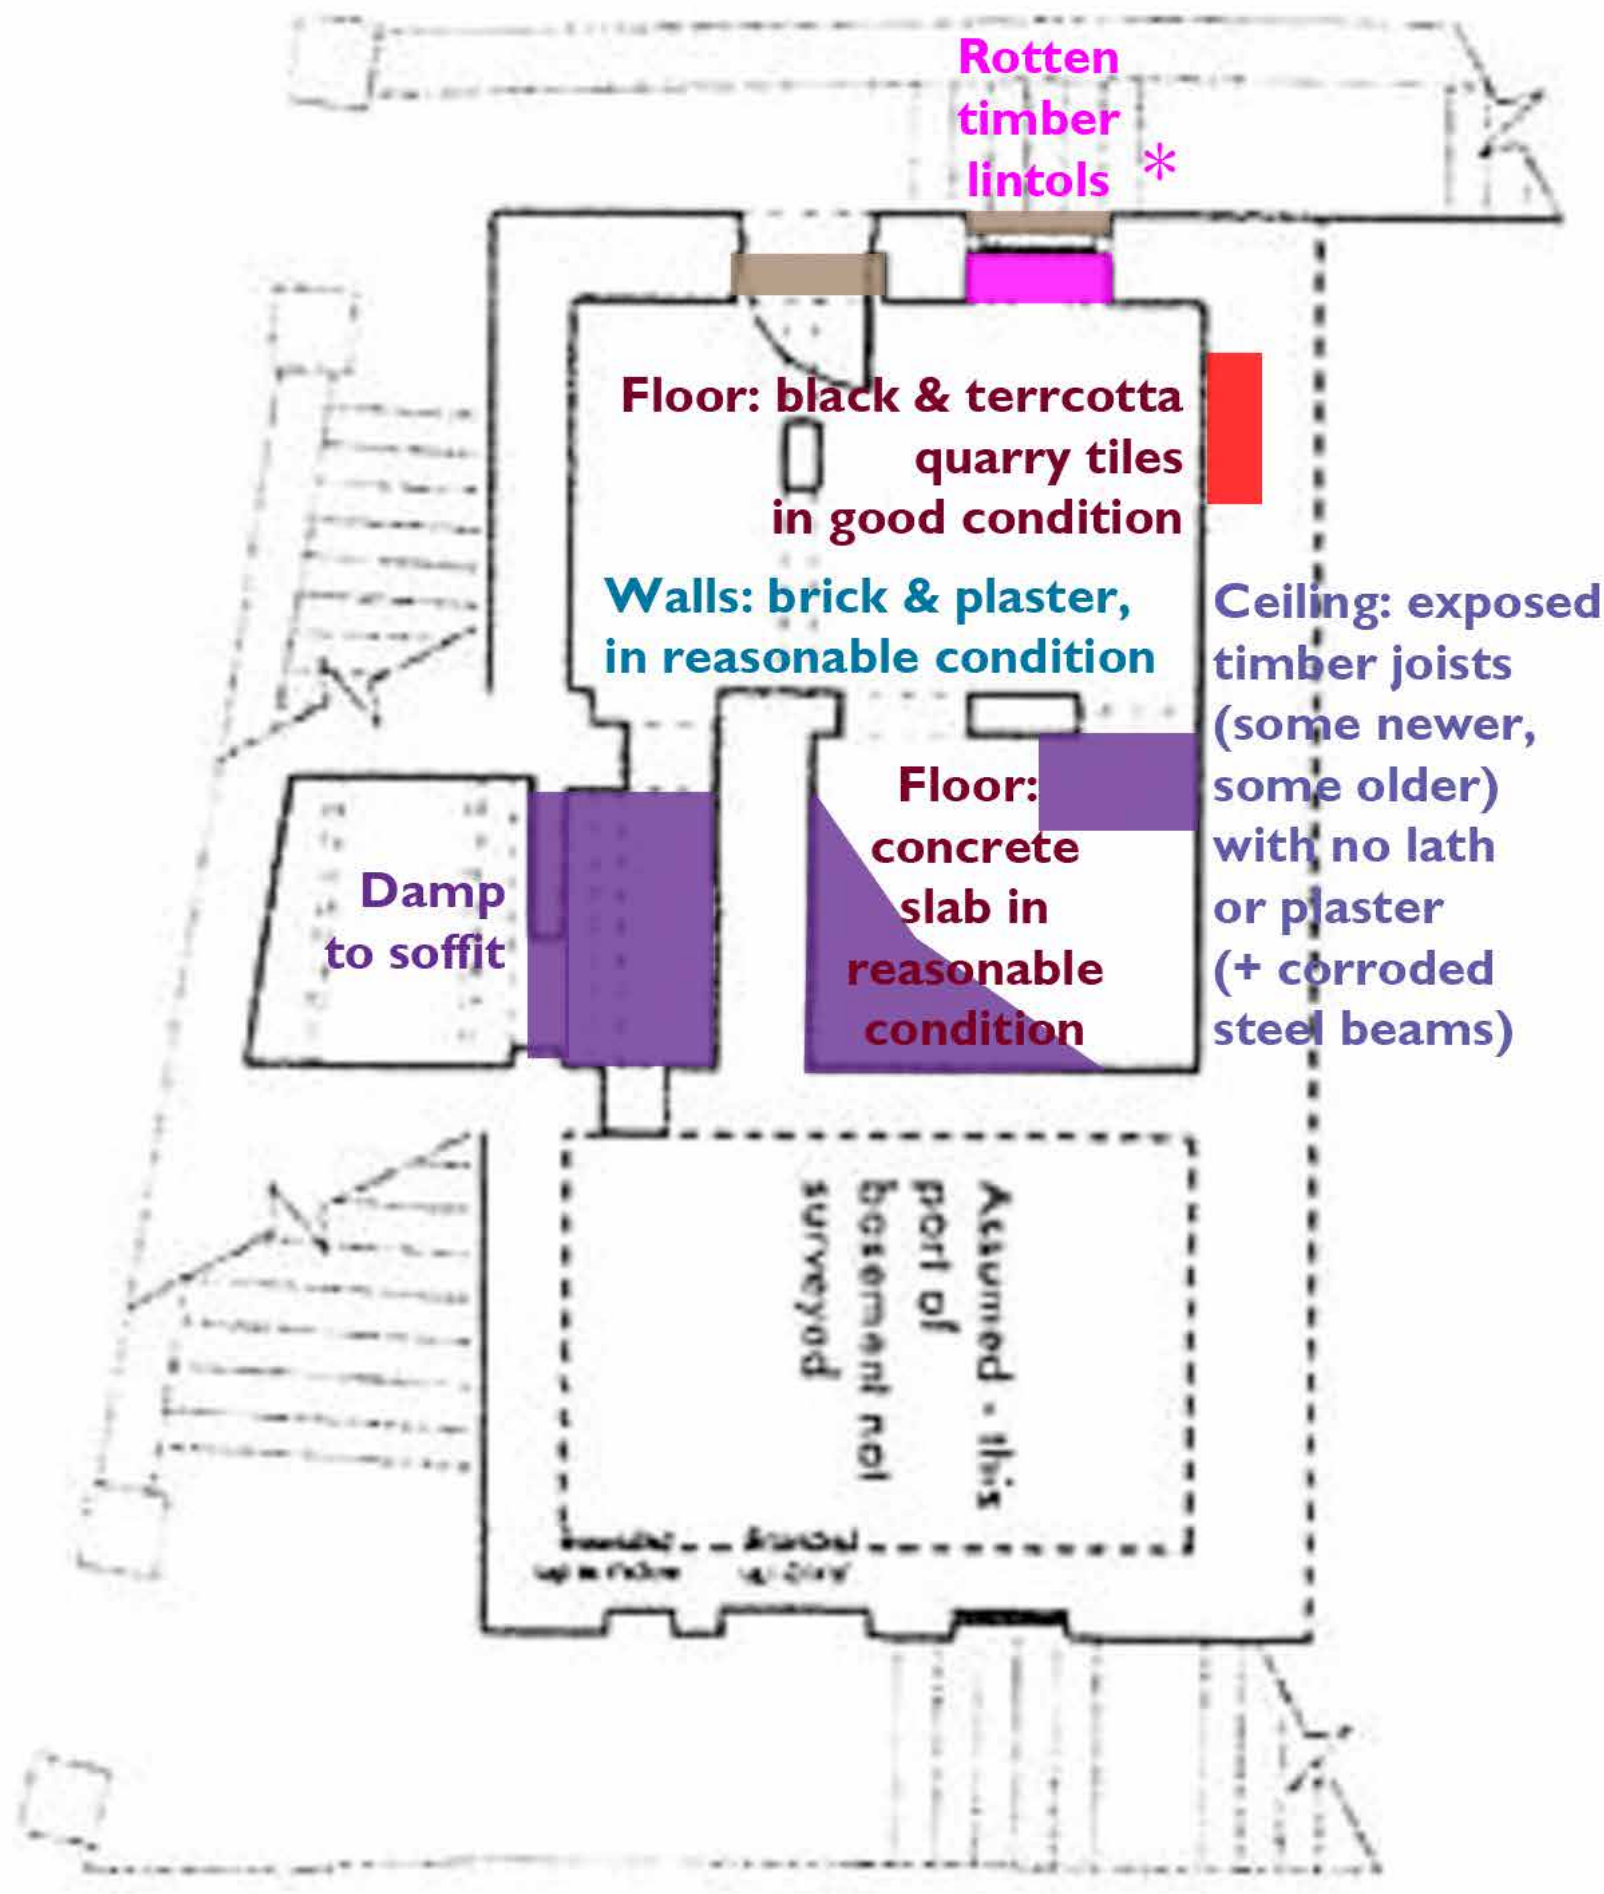 Rotten
timber
lintols *
Floor: black & terrcotta
quarry tiles
in good condition
Walls: brick & plaster,
in reasonable condition
Ceiling: exposed
timber joists
(some newer,
some older)
with no lath
or plaster
(+ corroded
steel beams)
Floor:
concrete
slab in
reasonable
condition
Damp
to soffit
Assumed - this
part of
basement not
surveyed